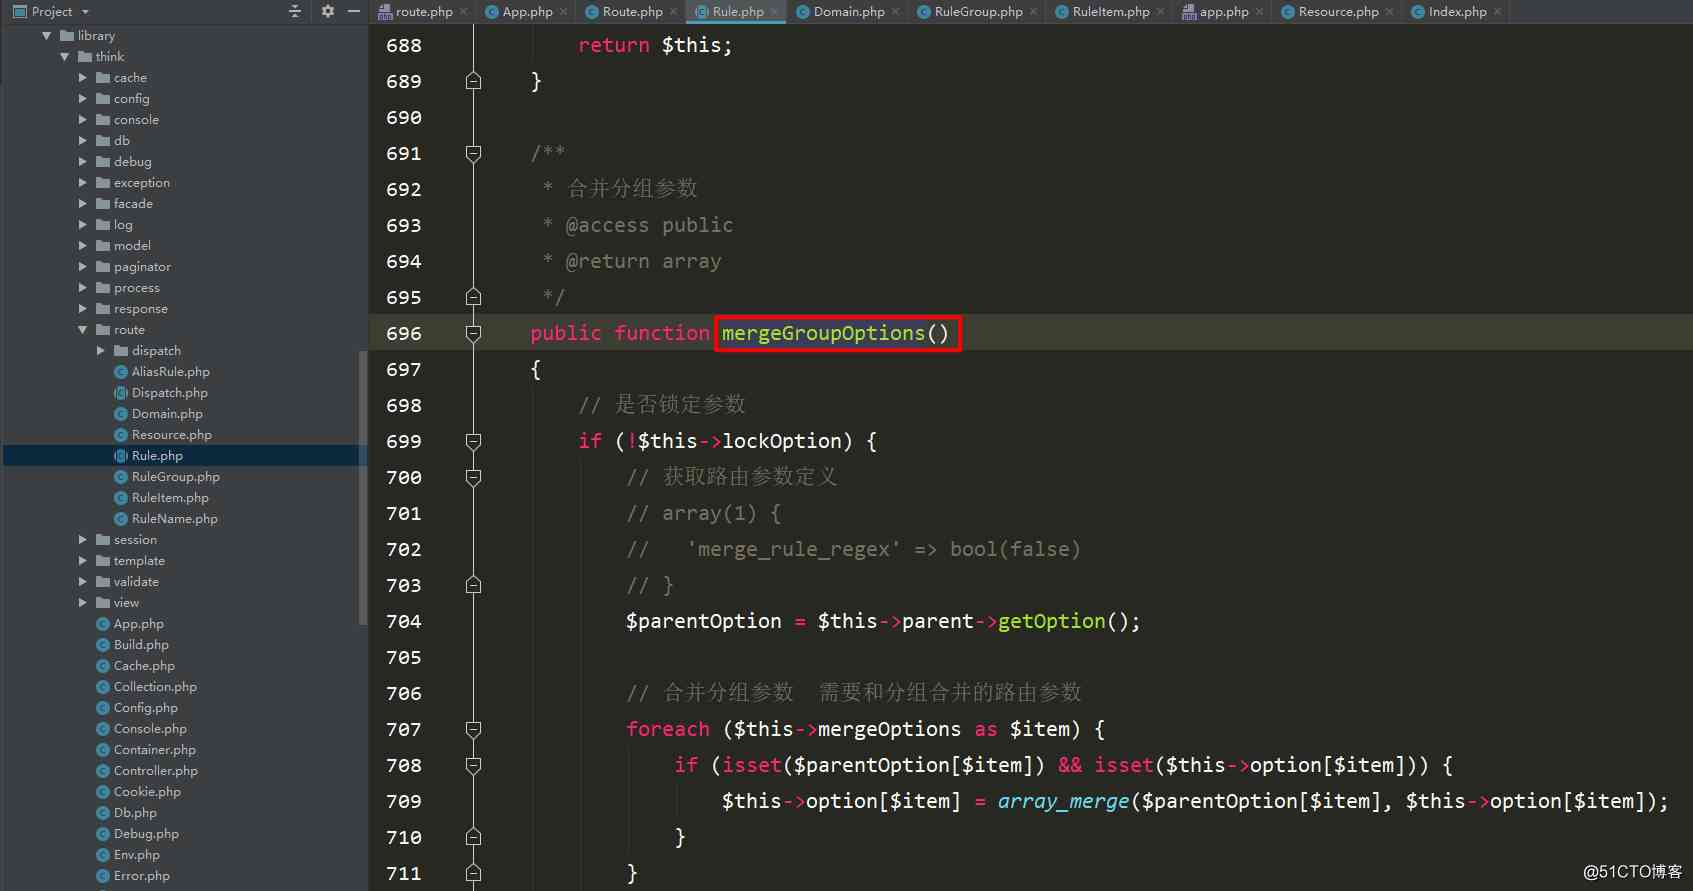 Project
route.php
App.php
Route.php
Rule.php
Domain.php
RuleGroup.php
RuleItem.php
app.php
Resource.php
Index.php
library
think
cache
config
console
db
debug
exception
facade
log
model
paginator
process
response
route
dispatch
AliasRule.php
Dispatch.php
Domain.php
Resource.php
Rule.php
RuleGroup.php
RuleItem.php
RuleName.php
session
template
validate
view
App.php
Build.php
Cache.php
Collection.php
Config.php
Console.php
Container.php
Controller.php
Cookie.php
Db.php
Debug.php
Env.php
Error.php
688 return $this;
689 }
690
691 /**
692 * 合并分组参数
693 * @access public
694 * @return array
695 */
696 public function mergeGroupOptions()
697 {
698 // 是否锁定参数
699 if (!$this->lockOption) {
700 // 获取路由参数定义
701 // array(1) {
702 // 'merge_rule_regex' => bool(false)
703 // }
704 $parentOption = $this->parent->getOption();
705
706 // 合并分组参数 需要和分组合并的路由参数
707 foreach ($this->mergeOptions as $item) {
708 if (isset($parentOption[$item]) && isset($this->option[$item])) {
709 $this->option[$item] = array_merge($parentOption[$item], $this->option[$item]);
710 }
711 }
@51CTO博客